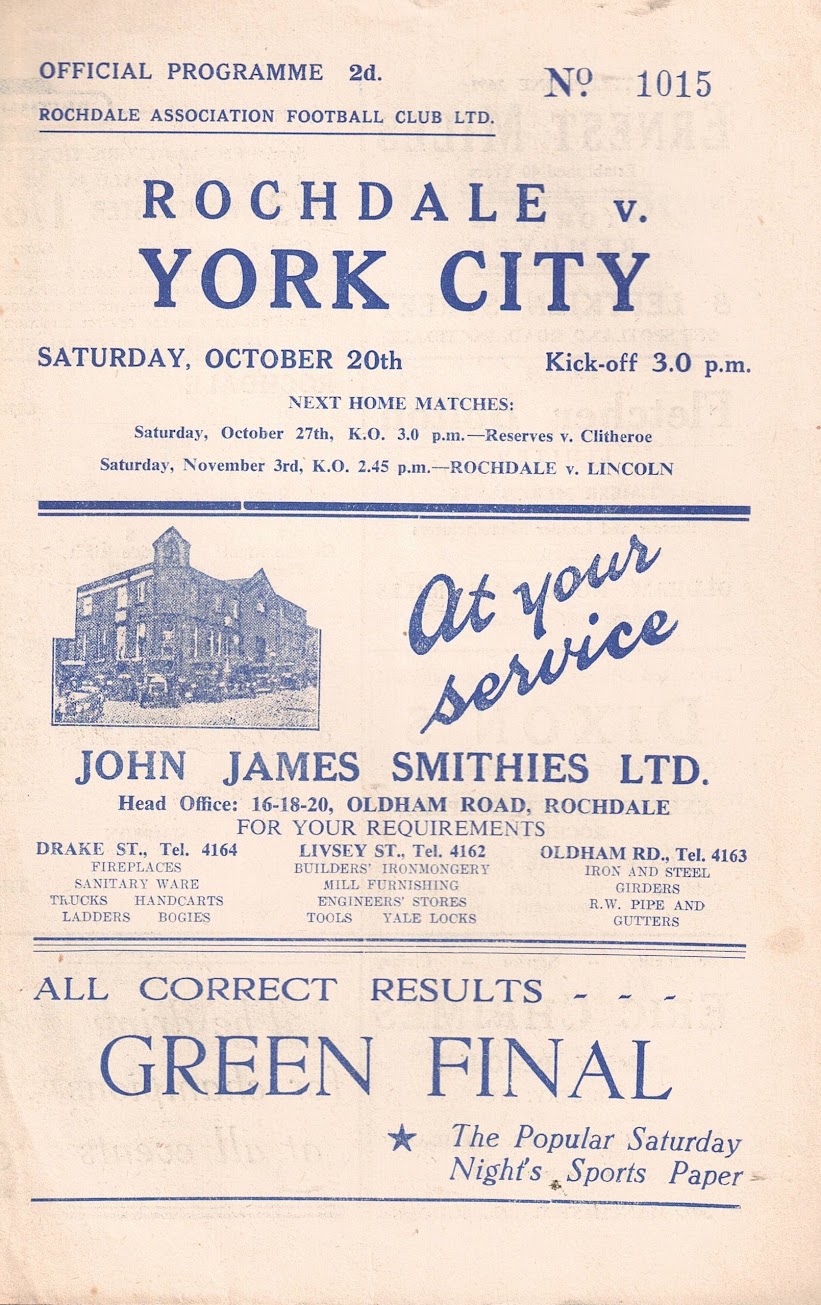 OFFICIAL PROGRAMME 2d.
Nº 1015
ROCHDALE ASSOCIATION FOOTBALL CLUB LTD.
ROCHDALE v.
YORK CITY
SATURDAY, OCTOBER 20th Kick-off 3.0 p.m.
NEXT HOME MATCHES:
Saturday, October 27th, K.O. 3.0 p.m.—Reserves v. Clitheroe
Saturday, November 3rd, K.O. 2.45 p.m.—ROCHDALE v. LINCOLN
At your
service
JOHN JAMES SMITHIES LTD.
Head Office: 16-18-20, OLDHAM ROAD, ROCHDALE
FOR YOUR REQUIREMENTS
DRAKE ST., Tel. 4164
FIREPLACES
SANITARY WARE
TRUCKS HANDCARTS
LADDERS BOGIES
LIVSEY ST., Tel. 4162
BUILDERS' IRONMONGERY
MILL FURNISHING
ENGINEERS' STORES
TOOLS YALE LOCKS
OLDHAM RD., Tel. 4163
IRON AND STEEL
GIRDERS
R.W. PIPE AND
GUTTERS
ALL CORRECT RESULTS - - -
GREEN FINAL
★ The Popular Saturday
Night's Sports Paper